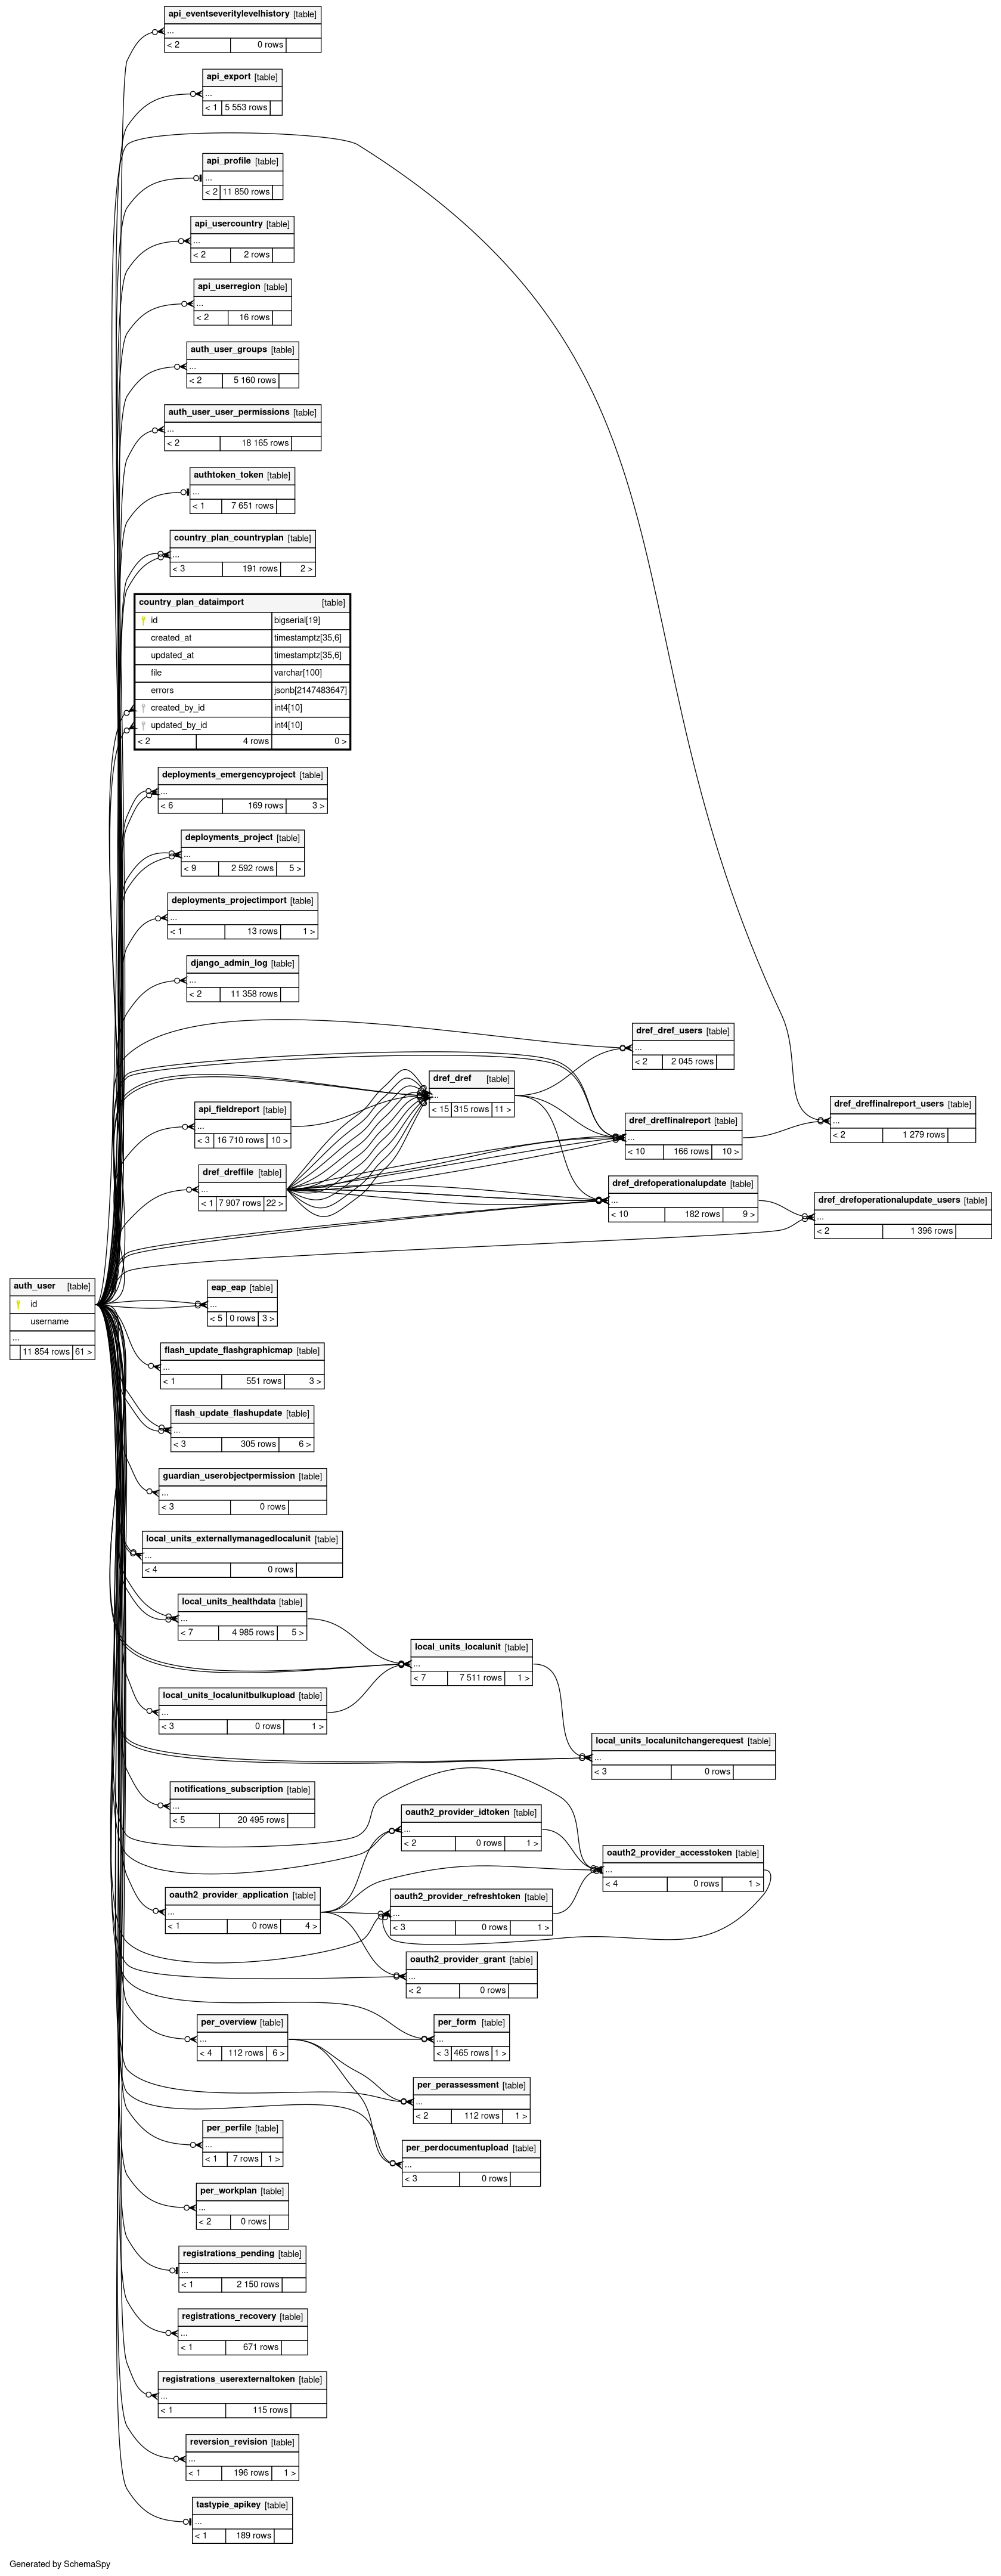 api_eventseveritylevelhistory [table]
...
< 2 0 rows
api_export [table]
...
< 1 5 553 rows
api_profile [table]
...
< 2 11 850 rows
api_usercountry [table]
...
< 2 2 rows
api_userregion [table]
...
< 2 16 rows
auth_user_groups [table]
...
< 2 5 160 rows
auth_user_user_permissions [table]
...
< 2 18 165 rows
authtoken_token [table]
...
< 1 7 651 rows
country_plan_countryplan [table]
...
< 3 191 rows 2 >
country_plan_dataimport [table]
id bigserial[19]
created_at timestamptz[35,6]
updated_at timestamptz[35,6]
file varchar[100]
errors jsonb[2147483647]
created_by_id int4[10]
updated_by_id int4[10]
< 2 4 rows 0 >
deployments_emergencyproject [table]
...
< 6 169 rows 3 >
deployments_project [table]
...
< 9 2 592 rows 5 >
deployments_projectimport [table]
...
< 1 13 rows 1 >
django_admin_log [table]
...
< 2 11 358 rows
dref_dref_users [table]
...
< 2 2 045 rows
dref_dref [table]
...
< 15 315 rows 11 >
api_fieldreport [table]
...
< 3 16 710 rows 10 >
dref_dreffinalreport [table]
...
< 10 166 rows 10 >
dref_dreffinalreport_users [table]
...
< 2 1 279 rows
dref_dreffile [table]
...
< 1 7 907 rows 22 >
dref_drefoperationalupdate [table]
...
< 10 182 rows 9 >
dref_drefoperationalupdate_users [table]
...
< 2 1 396 rows
auth_user [table]
id
username
...
11 854 rows 61 >
eap_eap [table]
...
< 5 0 rows 3 >
flash_update_flashgraphicmap [table]
...
< 1 551 rows 3 >
flash_update_flashupdate [table]
...
< 3 305 rows 6 >
guardian_userobjectpermission [table]
...
< 3 0 rows
local_units_externallymanagedlocalunit [table]
...
< 4 0 rows
local_units_healthdata [table]
...
< 7 4 985 rows 5 >
local_units_localunit [table]
...
< 7 7 511 rows 1 >
local_units_localunitbulkupload [table]
...
< 3 0 rows 1 >
local_units_localunitchangerequest [table]
...
< 3 0 rows
notifications_subscription [table]
...
< 5 20 495 rows
oauth2_provider_idtoken [table]
...
< 2 0 rows 1 >
oauth2_provider_accesstoken [table]
...
< 4 0 rows 1 >
oauth2_provider_application [table]
...
< 1 0 rows 4 >
oauth2_provider_refreshtoken [table]
...
< 3 0 rows 1 >
oauth2_provider_grant [table]
...
< 2 0 rows
per_overview [table]
...
< 4 112 rows 6 >
per_form [table]
...
< 3 465 rows 1 >
per_perassessment [table]
...
< 2 112 rows 1 >
per_perfile [table]
...
< 1 7 rows 1 >
per_perdocumentupload [table]
...
< 3 0 rows
per_workplan [table]
...
< 2 0 rows
registrations_pending [table]
...
< 1 2 150 rows
registrations_recovery [table]
...
< 1 671 rows
registrations_userexternaltoken [table]
...
< 1 115 rows
reversion_revision [table]
...
< 1 196 rows 1 >
tastypie_apikey [table]
...
< 1 189 rows
Generated by SchemaSpy